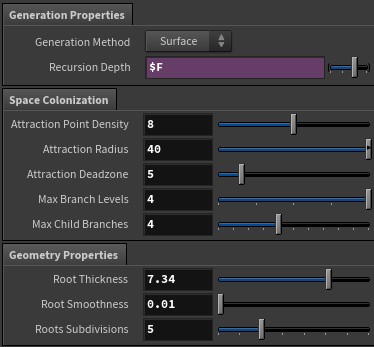 Generation Properties
Generation Method Surface
Recursion Depth $F
Space Colonization
Attraction Point Density 8
Attraction Radius 40
Attraction Deadzone 5
Max Branch Levels 4
Max Child Branches 4
Geometry Properties
Root Thickness 7.34
Root Smoothness 0.01
Roots Subdivisions 5